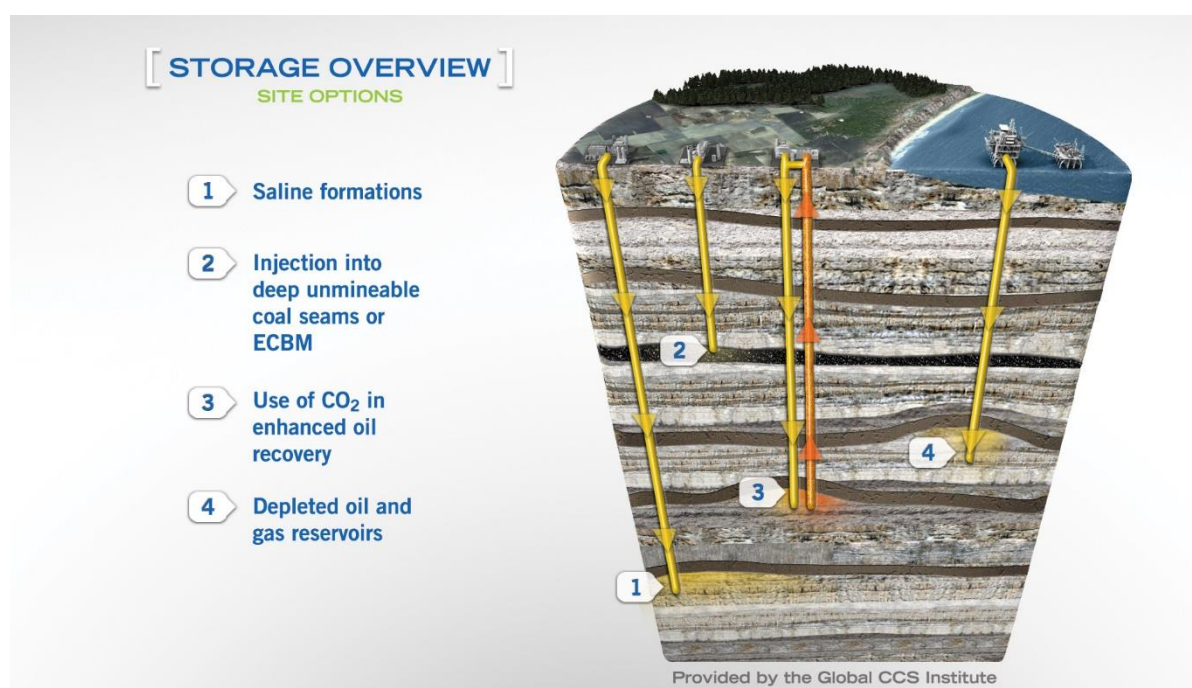 [ STORAGE OVERVIEW ]
SITE OPTIONS
1 Saline formations
2 Injection into
deep unmineable
coal seams or
ECBM
3 Use of CO₂ in
enhanced oil
recovery
4 Depleted oil and
gas reservoirs
2
4
3
1
Provided by the Global CCS Institute